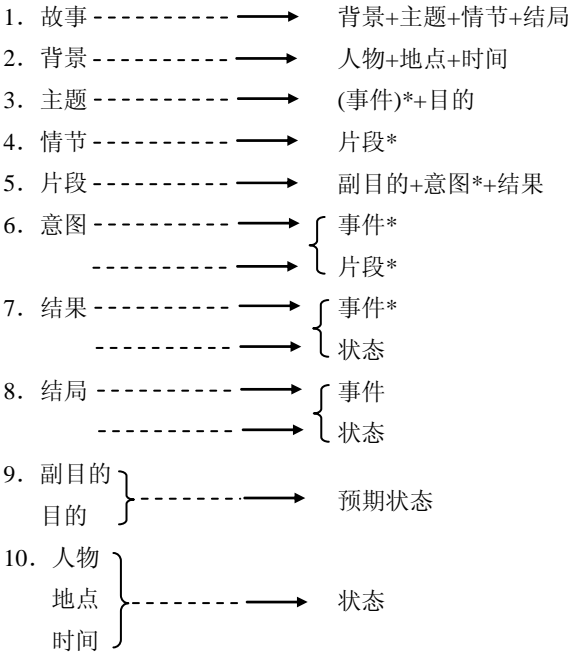 1. 故事 背景+主题+情节+结局
2. 背景 人物+地点+时间
3. 主题 (事件)*+目的
4. 情节 片段*
5. 片段 副目的+意图*+结果
6. 意图 事件*
片段*
7. 结果 事件*
状态
8. 结局 事件
状态
9. 副目的
目的
预期状态
10. 人物
地点 状态
时间